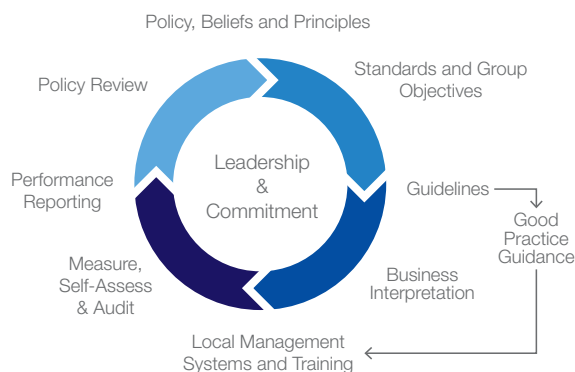 Policy, Beliefs and Principles
Standards and Group
Objectives
Guidelines
Good
Practice
Guidance
Business
Interpretation
Local Management
Systems and Training
Measure,
Self-Assess
& Audit
Performance
Reporting
Policy Review
Leadership
&
Commitment